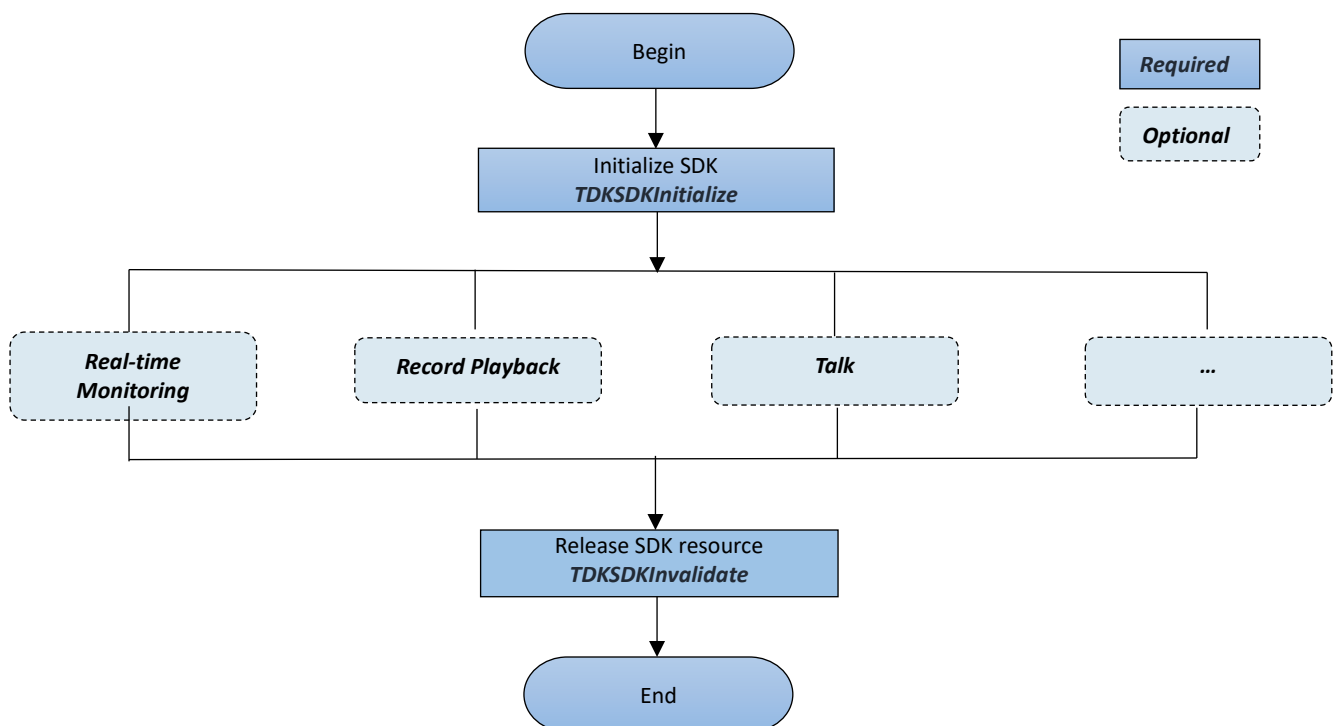 Begin
Required
Optional
Initialize SDK
TDKSDKInitialize
Real-time
Monitoring
Record Playback
Talk
…
Release SDK resource
TDKSDKInvalidate
End